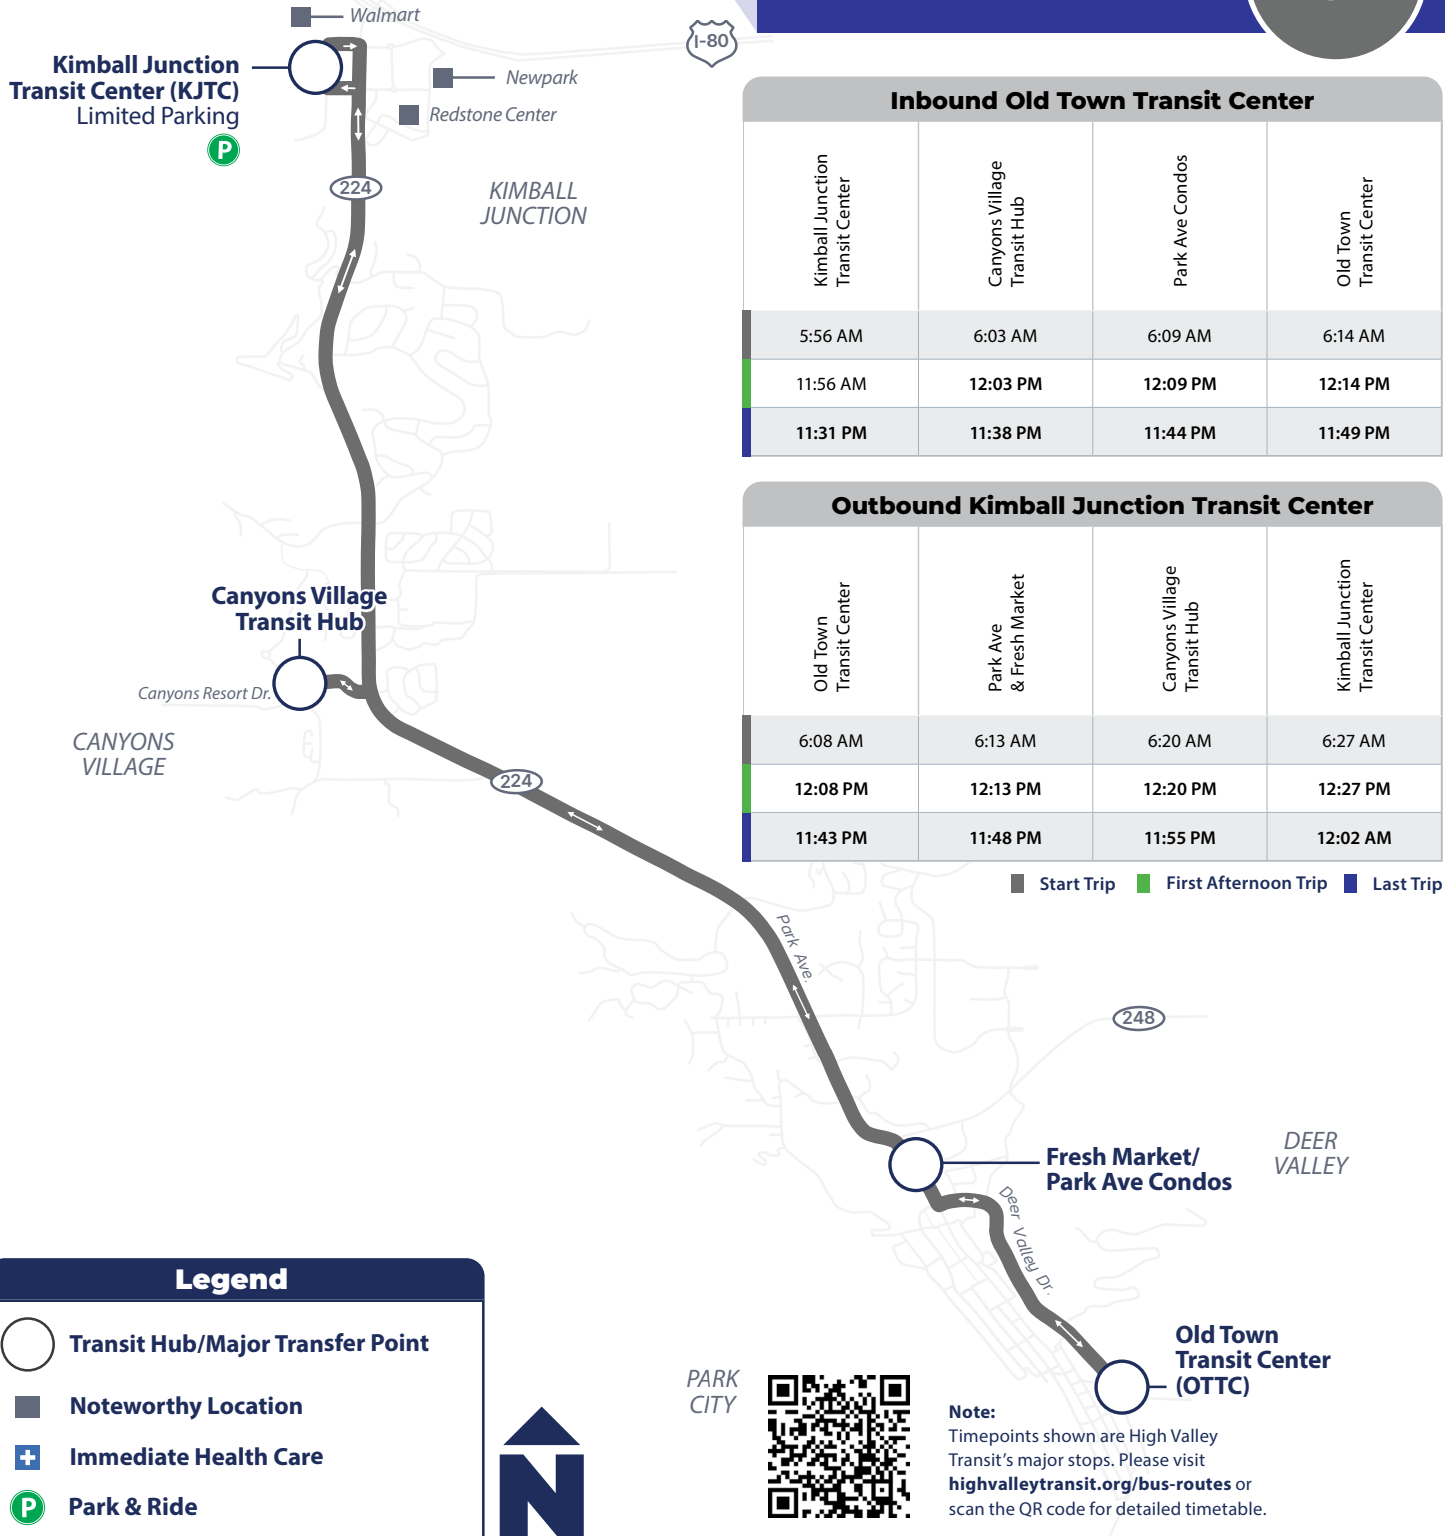 Walmart
I-80
Kimball Junction
Transit Center (KJTC)
Limited Parking
P
Newpark
Redstone Center
224
KIMBALL
JUNCTION
Inbound Old Town Transit Center
Kimball Junction
Transit Center
Canyons Village
Transit Hub
Park Ave Condos
Old Town
Transit Center
5:56 AM 6:03 AM 6:09 AM 6:14 AM
11:56 AM 12:03 PM 12:09 PM 12:14 PM
11:31 PM 11:38 PM 11:44 PM 11:49 PM
Outbound Kimball Junction Transit Center
Old Town
Transit Center
Park Ave
& Fresh Market
Canyons Village
Transit Hub
Kimball Junction
Transit Center
6:08 AM 6:13 AM 6:20 AM 6:27 AM
12:08 PM 12:13 PM 12:20 PM 12:27 PM
11:43 PM 11:48 PM 11:55 PM 12:02 AM
Start Trip First Afternoon Trip Last Trip
Canyons Village
Transit Hub
Canyons Resort Dr.
CANYONS
VILLAGE
224
Park Ave.
248
Fresh Market/
Park Ave Condos
DEER
VALLEY
Deer Valley Dr.
Old Town
Transit Center
(OTTC)
PARK
CITY
Note:
Timepoints shown are High Valley
Transit's major stops. Please visit
highvalleytransit.org/bus-routes or
scan the QR code for detailed timetable.
Legend
Transit Hub/Major Transfer Point
Noteworthy Location
Immediate Health Care
P Park & Ride
N